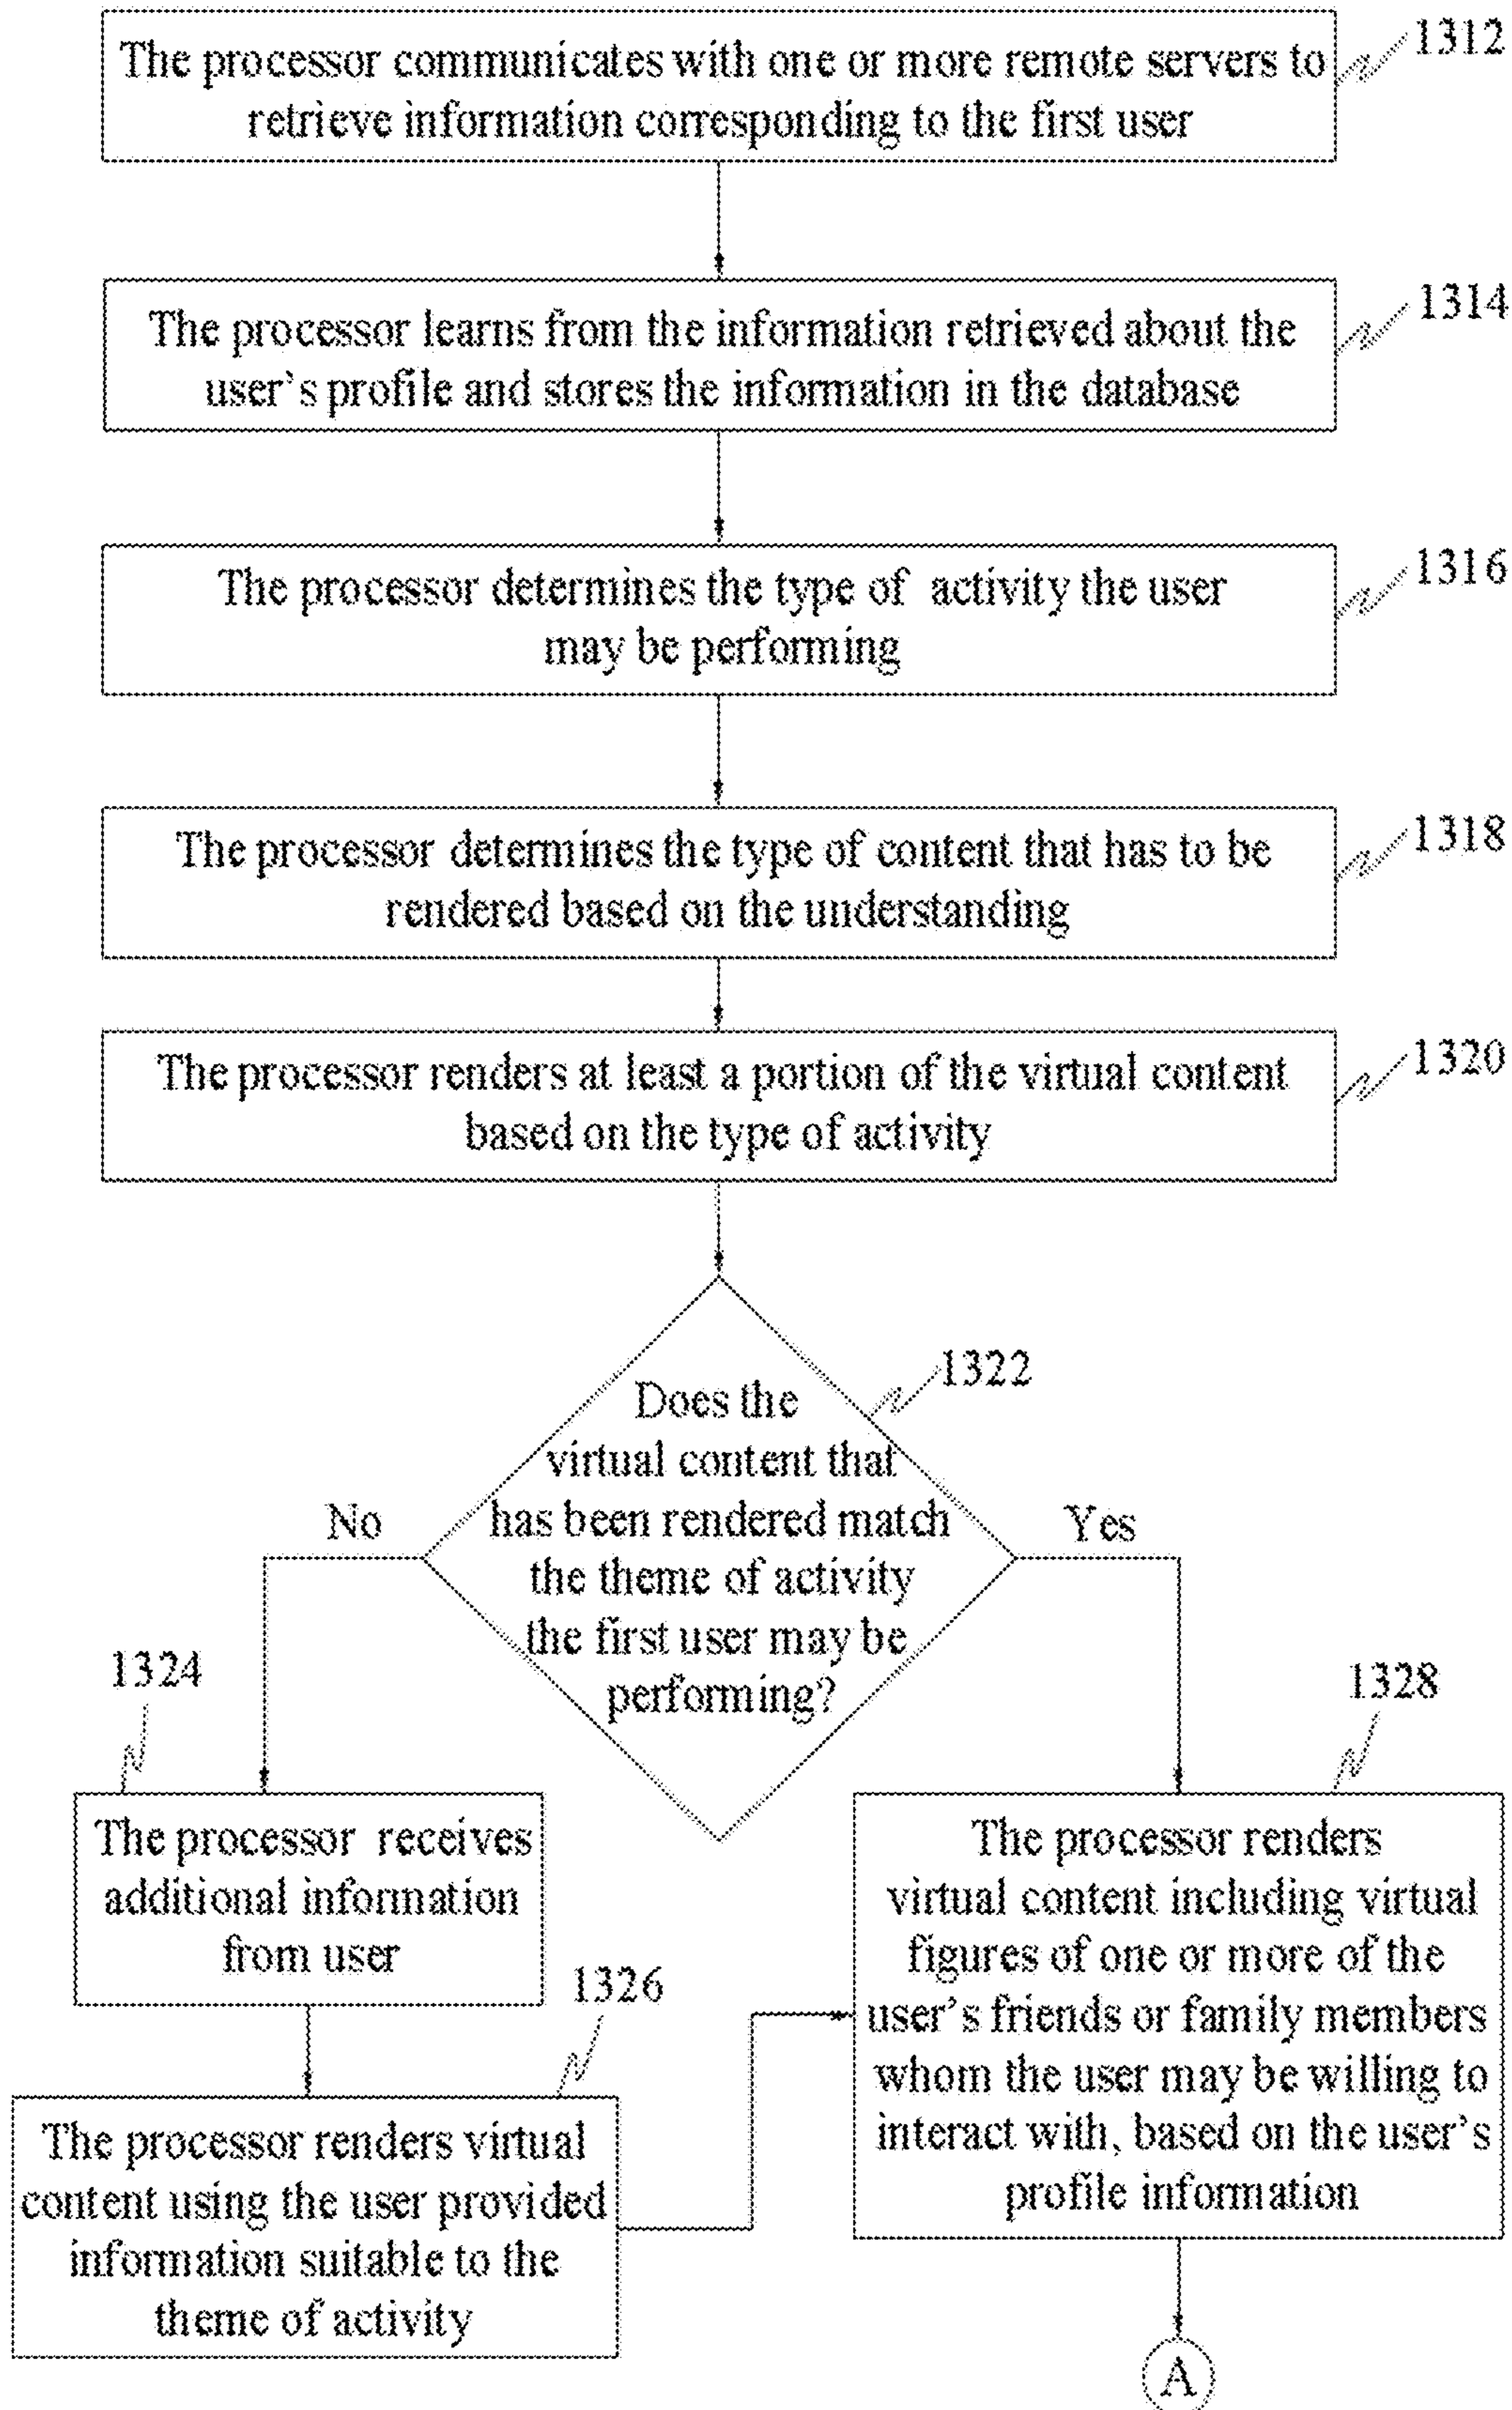 The processor communicates with one or more remote servers to
retrieve information corresponding to the first user
1312
The processor learns from the information retrieved about the
user's profile and stores the information in the database
1314
The processor determines the type of activity the user
may be performing
1316
The processor determines the type of content that has to be
rendered based on the understanding
1318
The processor renders at least a portion of the virtual content
based on the type of activity
1320
1322
Does the
virtual content that
has been rendered match
the theme of activity
the first user may be
performing?
No
Yes
1324
The processor receives
additional information
from user
1326
The processor renders virtual
content using the user provided
information suitable to the
theme of activity
1328
The processor renders
virtual content including virtual
figures of one or more of the
user's friends or family members
whom the user may be willing to
interact with, based on the user's
profile information
A